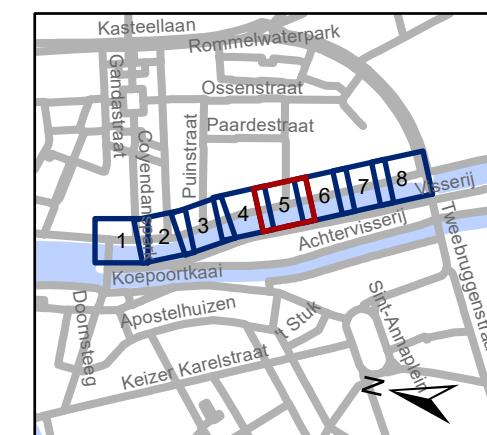 Kasteellaan
Rommelwaterpark
Gandastraat
Ossenstraat
Coyendanspark
Puinstraat
Paardestraat
1
2
3
4
5
6
7
8
Visserij
Achtervisserij
Tweebruggenstraa
Koepoortkaai
Doornsteeg
Apostelhuizen
't Stuk
Sint-Annaplein
Keizer Karelstraat
N